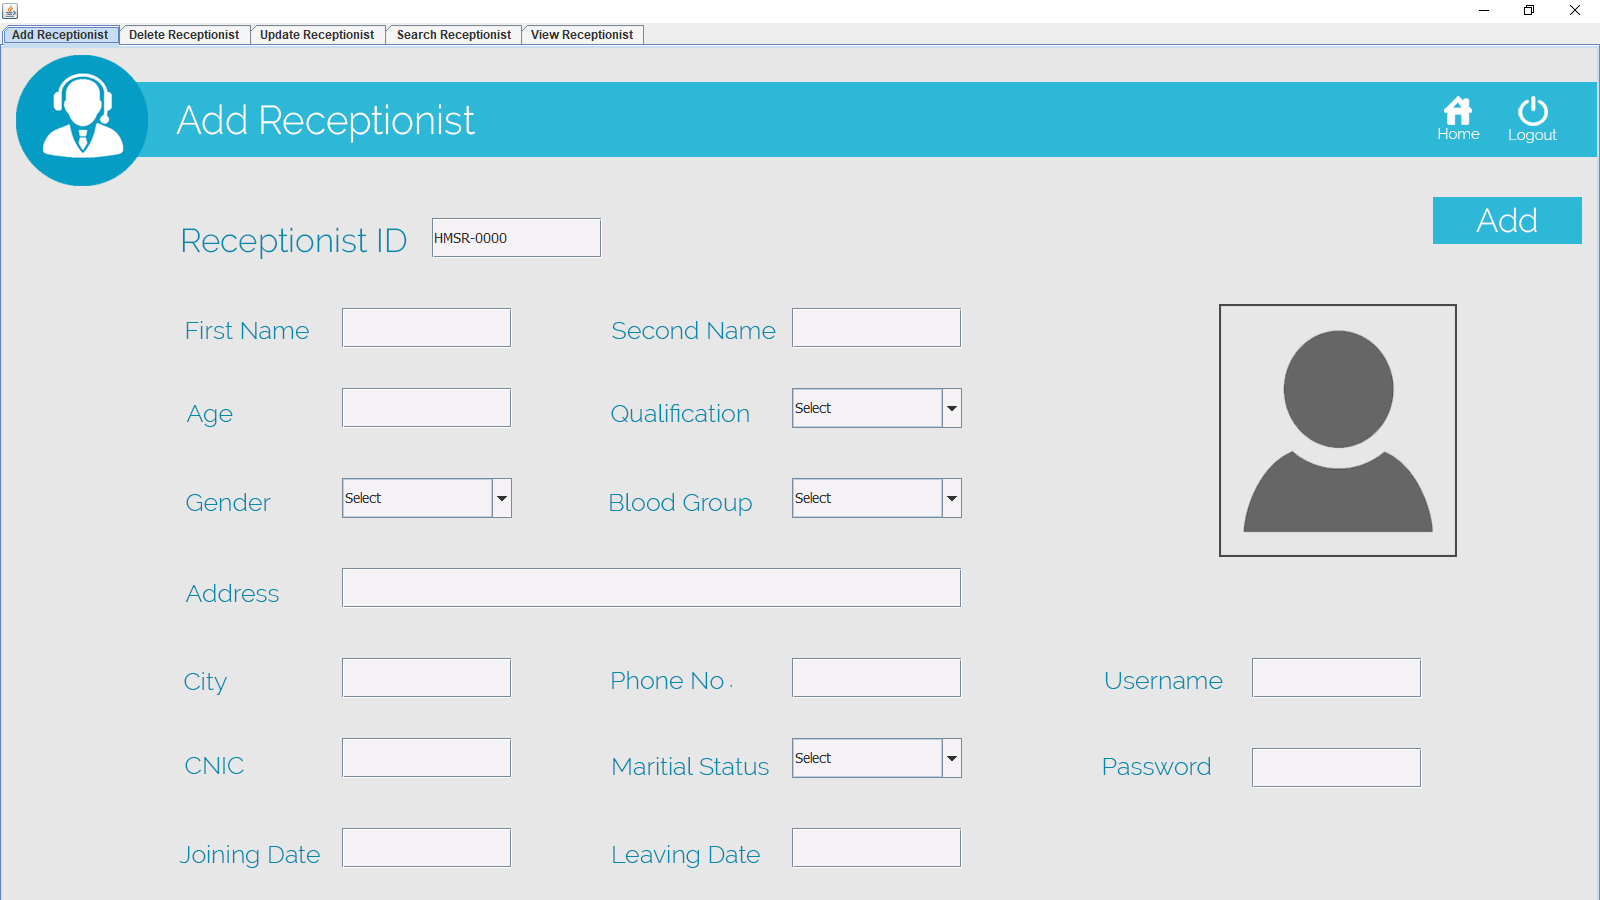 Add Receptionist Delete Receptionist Update Receptionist Search Receptionist View Receptionist
Add Receptionist
Home Logout
Add
Receptionist ID HMSR-0000
First Name Second Name
Age Qualification Select
Gender Select Blood Group Select
Address
City Phone No . Username
CNIC Maritial Status Select Password
Joining Date Leaving Date